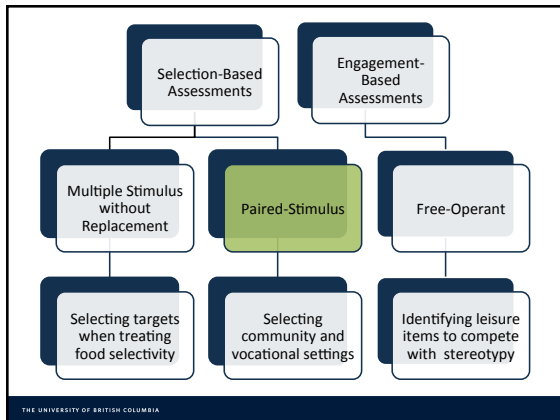 Selection-Based
Assessments
Engagement-
Based
Assessments
Multiple Stimulus
without
Replacement
Paired-Stimulus
Free-Operant
Selecting targets
when treating
food selectivity
Selecting
community and
vocational settings
Identifying leisure
items to compete
with stereotypy
THE UNIVERSITY OF BRITISH COLUMBIA